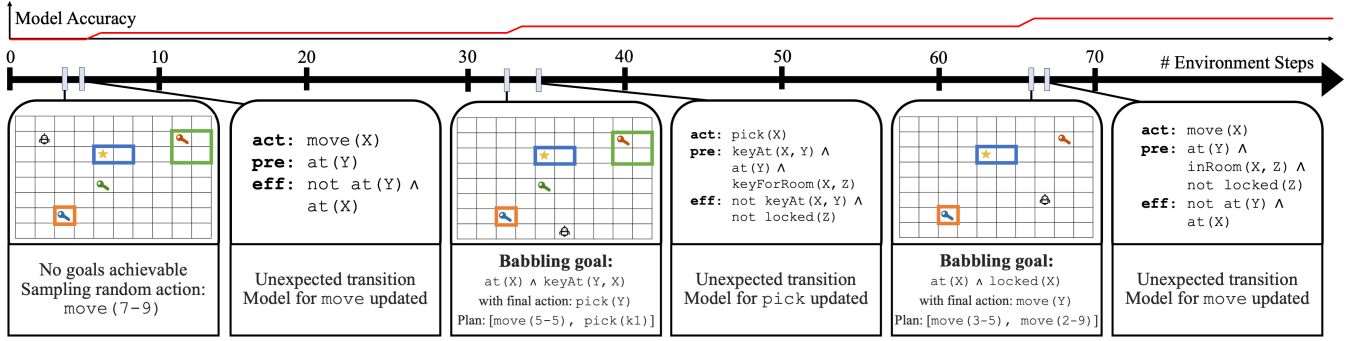 Model Accuracy
0
10
20
30
40
50
60
70
# Environment Steps
No goals achievable
Sampling random action:
move(7-9)
act: move(X)
pre: at(Y)
eff: not at(Y) ∧
at(X)
Unexpected transition
Model for move updated
Babbling goal:
at(X) ∧ keyAt(Y, X)
with final action: pick(Y)
Plan: [move(5-5), pick(k1)]
act: pick(X)
pre: keyAt(X, Y) ∧
at(Y) ∧
keyForRoom(X, Z)
eff: not keyAt(X, Y) ∧
not locked(Z)
Unexpected transition
Model for pick updated
Babbling goal:
at(X) ∧ locked(X)
with final action: move(Y)
Plan: [move(3-5), move(2-9)]
act: move(X)
pre: at(Y) ∧
inRoom(X, Z) ∧
not locked(Z)
eff: not at(Y) ∧
at(X)
Unexpected transition
Model for move updated